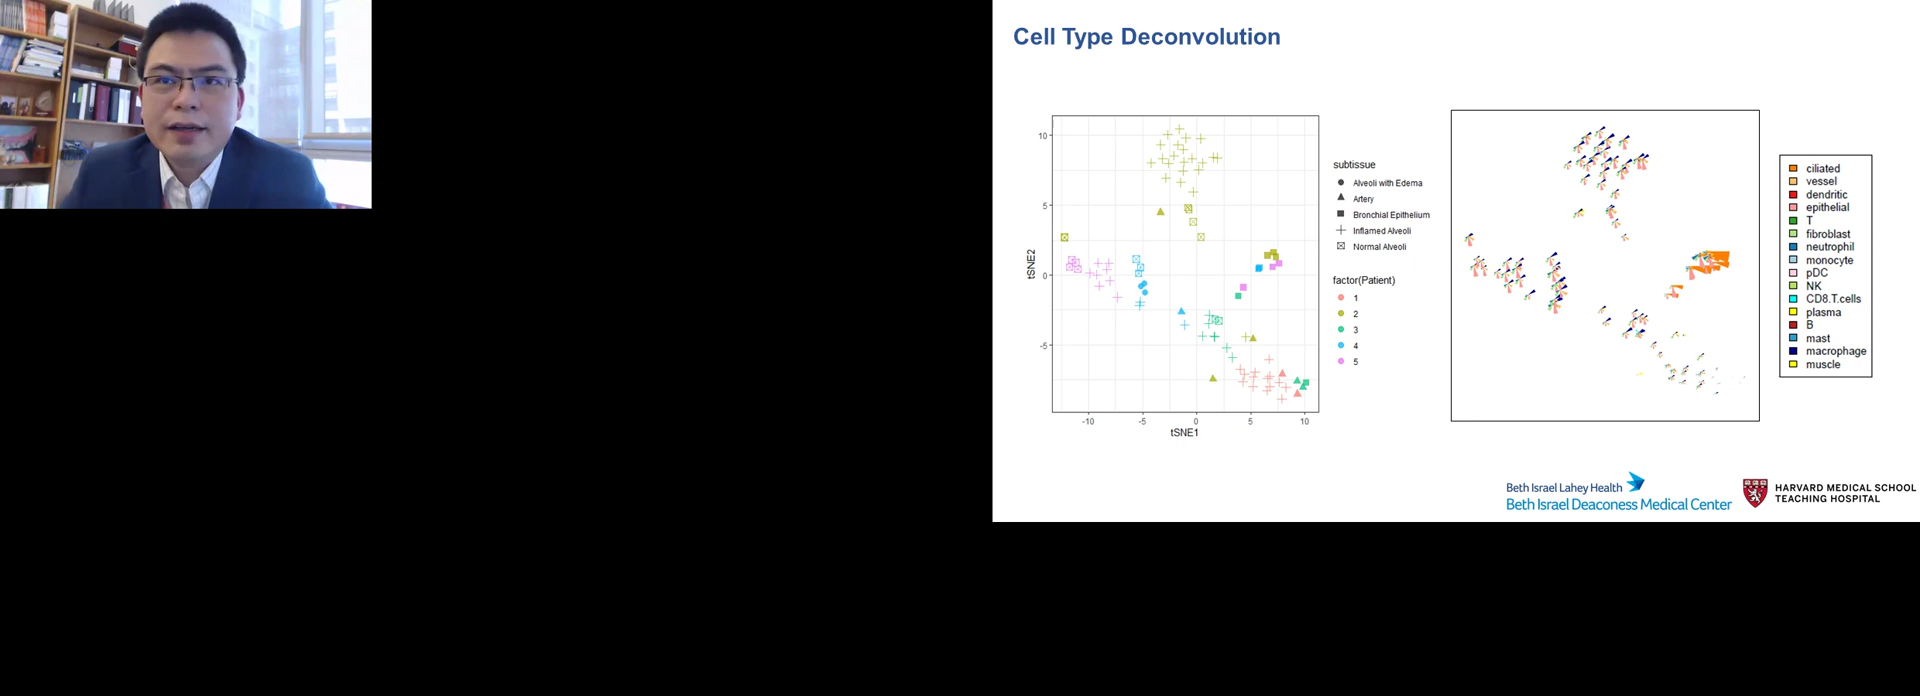 Cell Type Deconvolution
10
5
0
-5
tSNE2
-10
-5
0
5
10
tSNE1
subtissue
Alveoli with Edema
Artery
Bronchial Epithelium
Inflamed Alveoli
Normal Alveoli
factor(Patient)
1
2
3
4
5
ciliated
vessel
dendritic
epithelial
T
fibroblast
neutrophil
monocyte
pDC
NK
CD8.T.cells
plasma
B
mast
macrophage
muscle
Beth Israel Lahey Health
Beth Israel Deaconess Medical Center
HARVARD MEDICAL SCHOOL
TEACHING HOSPITAL